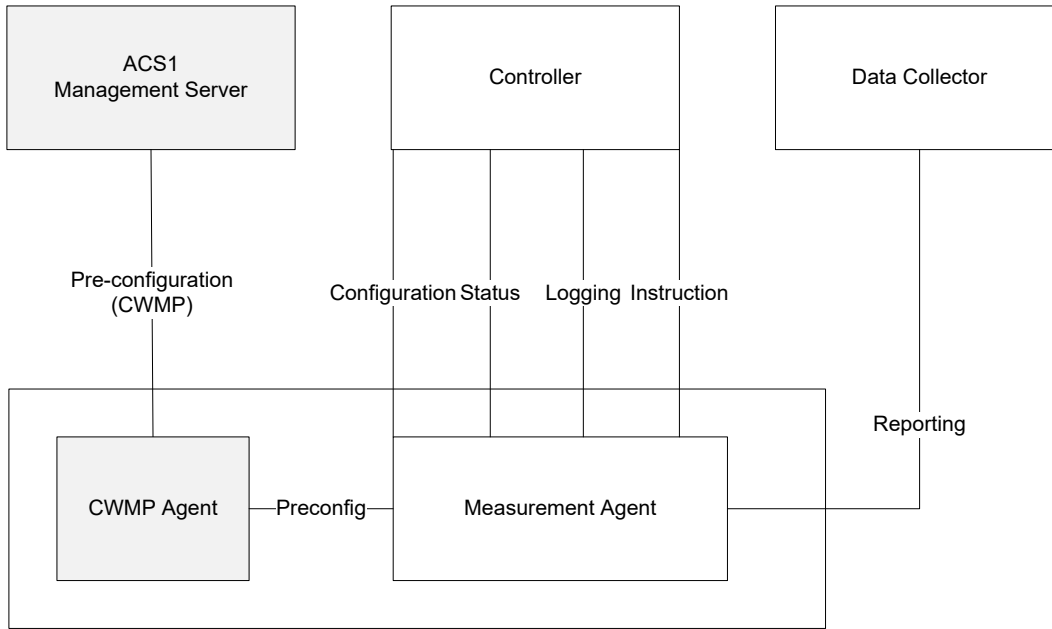 ACS1
Management Server
Controller
Data Collector
Pre-configuration
(CWMP)
Configuration
Status
Logging
Instruction
Reporting
CWMP Agent
Preconfig
Measurement Agent